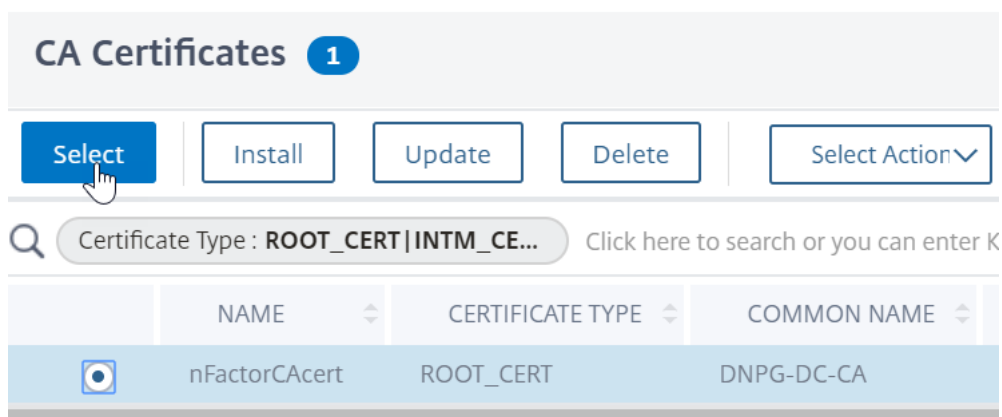 CA Certificates 1
Select Install Update Delete Select Action
Certificate Type : ROOT_CERT|INTM_CE... Click here to search or you can enter K
NAME CERTIFICATE TYPE COMMON NAME
nFactorCAcert ROOT_CERT DNPG-DC-CA